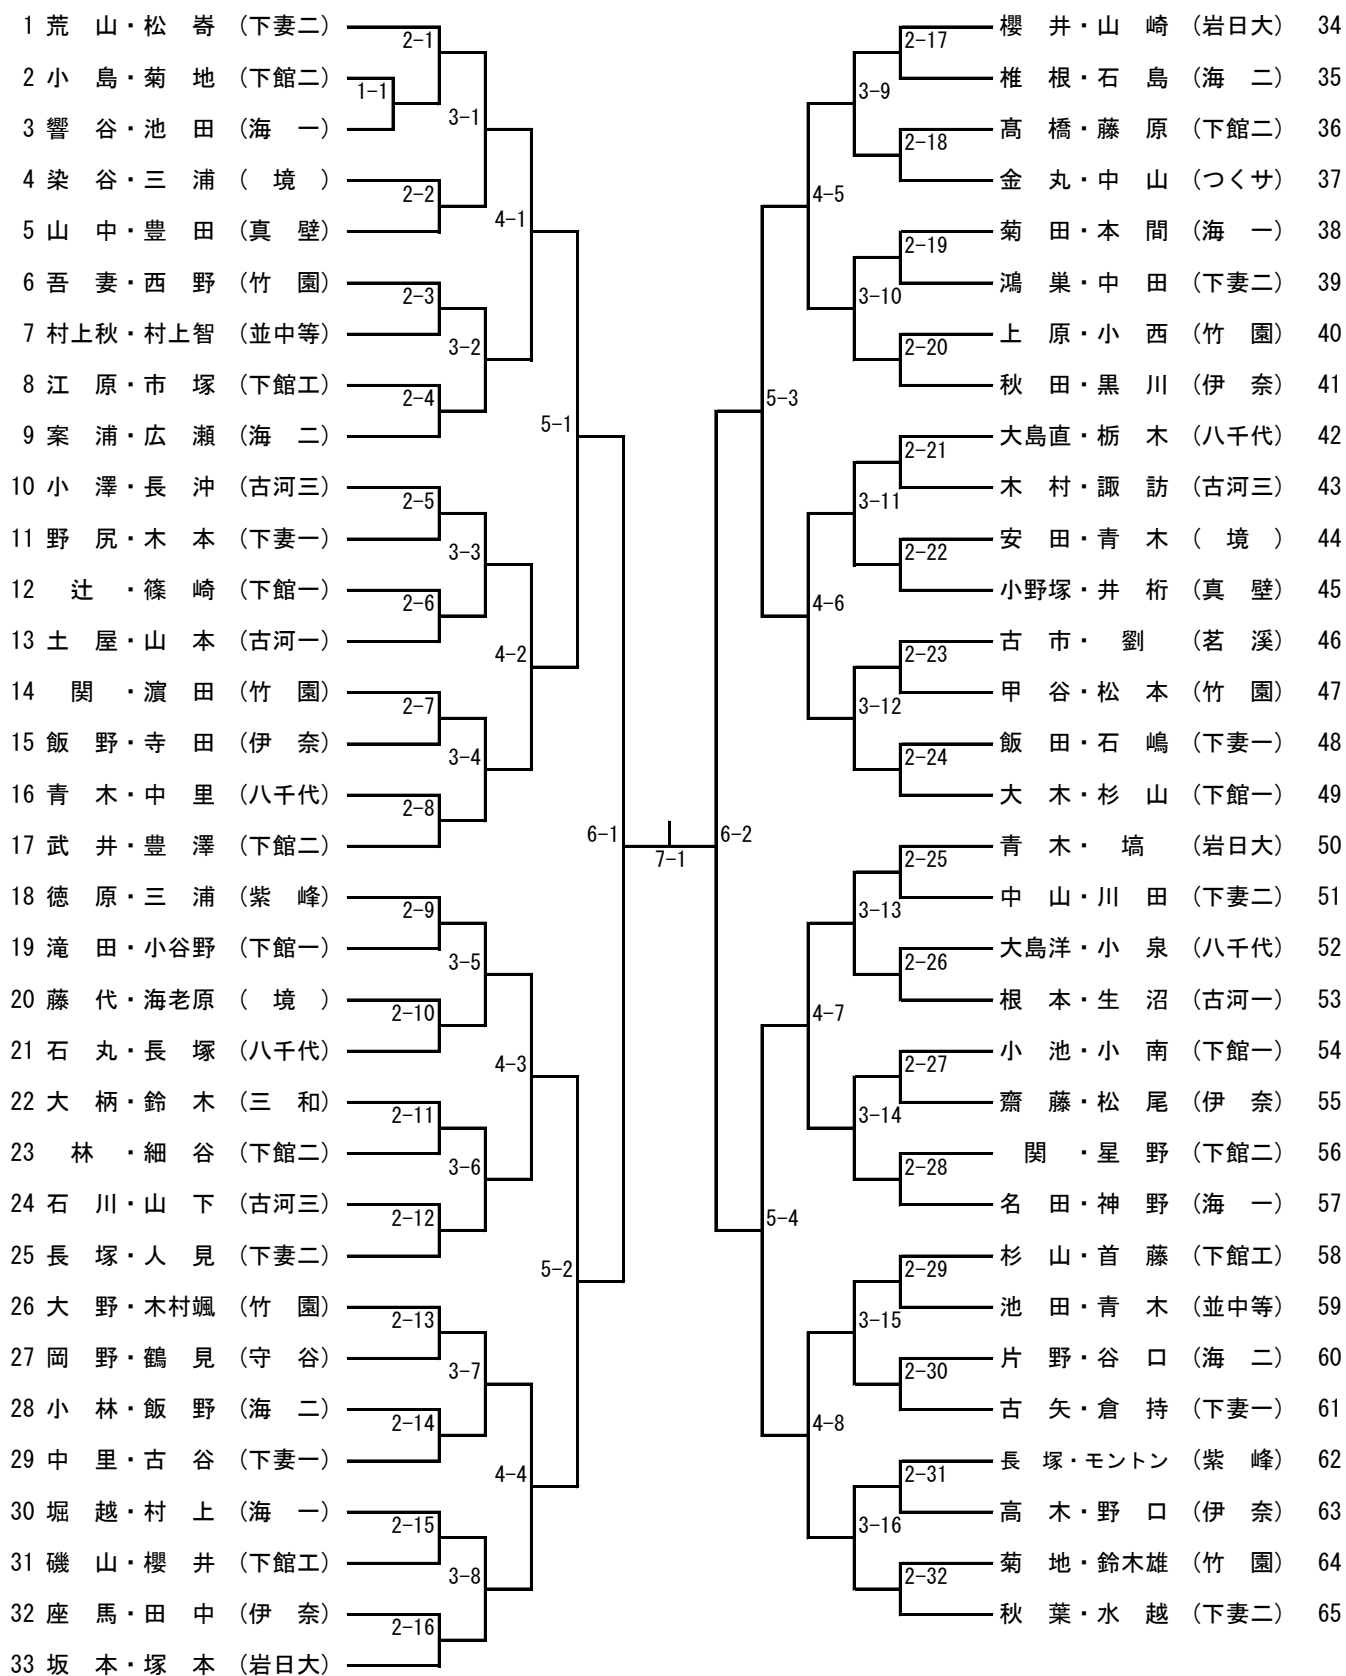 1 荒　山・松　嵜 (下妻二)
2 小　島・菊　地 (下館二)
3 響　谷・池　田 (海　一)
4 染　谷・三　浦 (　境　)
5 山　中・豊　田 (真　壁)
6 吾　妻・西　野 (竹　園)
7 村上秋・村上智 (並中等)
8 江　原・市　塚 (下館工)
9 案　浦・広　瀬 (海　二)
10 小　澤・長　沖 (古河三)
11 野　尻・木　本 (下妻一)
12 　辻　・篠　崎 (下館一)
13 土　屋・山　本 (古河一)
14 　関　・濵　田 (竹　園)
15 飯　野・寺　田 (伊　奈)
16 青　木・中　里 (八千代)
17 武　井・豊　澤 (下館二)
18 徳　原・三　浦 (紫　峰)
19 滝　田・小谷野 (下館一)
20 藤　代・海老原 (　境　)
21 石　丸・長　塚 (八千代)
22 大　柄・鈴　木 (三　和)
23 　林　・細　谷 (下館二)
24 石　川・山　下 (古河三)
25 長　塚・人　見 (下妻二)
26 大　野・木村颯 (竹　園)
27 岡　野・鶴　見 (守　谷)
28 小　林・飯　野 (海　二)
29 中　里・古　谷 (下妻一)
30 堀　越・村　上 (海　一)
31 磯　山・櫻　井 (下館工)
32 座　馬・田　中 (伊　奈)
33 坂　本・塚　本 (岩日大)
1-1
2-1
2-2
2-3
2-4
2-5
2-6
2-7
2-8
2-9
2-10
2-11
2-12
2-13
2-14
2-15
2-16
3-1
3-2
3-3
3-4
3-5
3-6
3-7
3-8
4-1
4-2
4-3
4-4
5-1
5-2
6-1
7-1
6-2
5-3
5-4
4-5
4-6
4-7
4-8
3-9
3-10
3-11
3-12
3-13
3-14
3-15
3-16
2-17
2-18
2-19
2-20
2-21
2-22
2-23
2-24
2-25
2-26
2-27
2-28
2-29
2-30
2-31
2-32
櫻　井・山　崎 (岩日大) 34
椎　根・石　島 (海　二) 35
髙　橋・藤　原 (下館二) 36
金　丸・中　山 (つくサ) 37
菊　田・本　間 (海　一) 38
鴻　巣・中　田 (下妻二) 39
上　原・小　西 (竹　園) 40
秋　田・黒　川 (伊　奈) 41
大島直・栃　木 (八千代) 42
木　村・諏　訪 (古河三) 43
安　田・青　木 (　境　) 44
小野塚・井　桁 (真　壁) 45
古　市・　劉　 (茗　溪) 46
甲　谷・松　本 (竹　園) 47
飯　田・石　嶋 (下妻一) 48
大　木・杉　山 (下館一) 49
青　木・　塙　 (岩日大) 50
中　山・川　田 (下妻二) 51
大島洋・小　泉 (八千代) 52
根　本・生　沼 (古河一) 53
小　池・小　南 (下館一) 54
齋　藤・松　尾 (伊　奈) 55
　関　・星　野 (下館二) 56
名　田・神　野 (海　一) 57
杉　山・首　藤 (下館工) 58
池　田・青　木 (並中等) 59
片　野・谷　口 (海　二) 60
古　矢・倉　持 (下妻一) 61
長　塚・モントン (紫　峰) 62
高　木・野　口 (伊　奈) 63
菊　地・鈴木雄 (竹　園) 64
秋　葉・水　越 (下妻二) 65